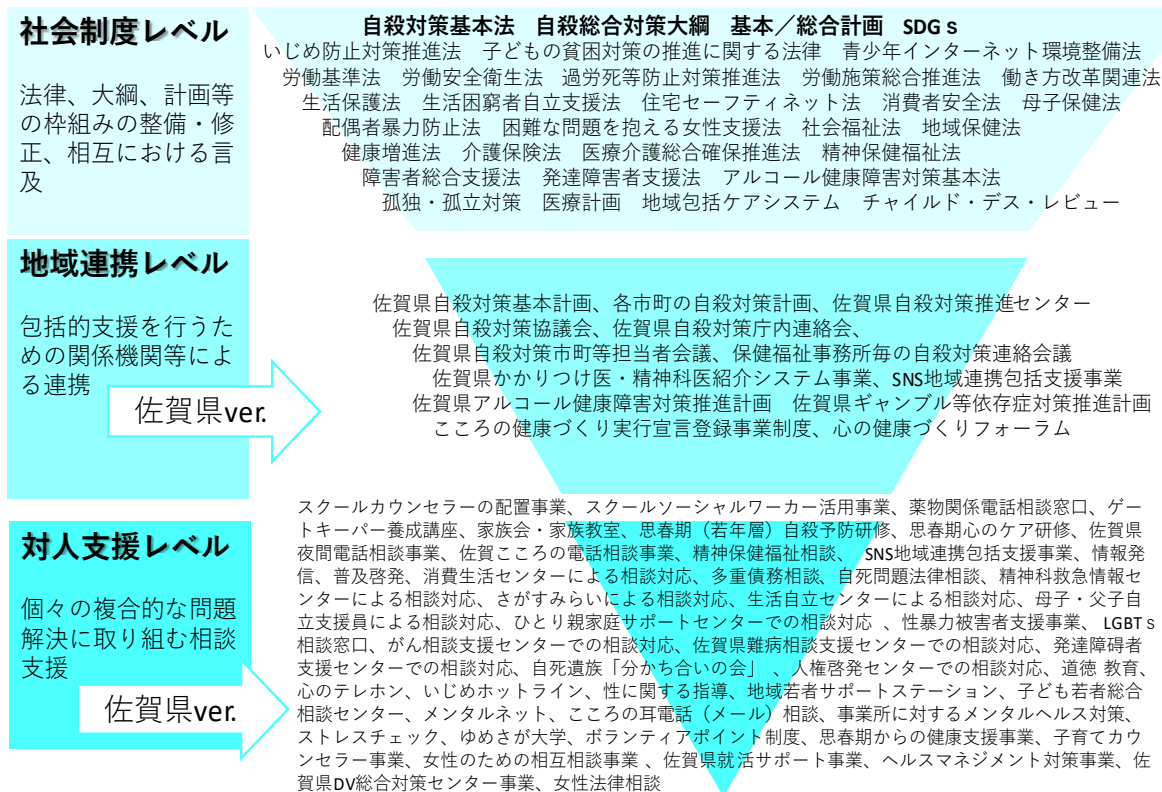 社会制度レベル
法律、大綱、計画等
の枠組みの整備・修
正、相互における言
及
自殺対策基本法　自殺総合対策大綱　基本／総合計画　SDGｓ
いじめ防止対策推進法　子どもの貧困対策の推進に関する法律　青少年インターネット環境整備法
労働基準法　労働安全衛生法　過労死等防止対策推進法　労働施策総合推進法　働き方改革関連法
生活保護法　生活困窮者自立支援法　住宅セーフティネット法　消費者安全法　母子保健法
配偶者暴力防止法　困難な問題を抱える女性支援法　社会福祉法　地域保健法
健康増進法　介護保険法　医療介護総合確保推進法　精神保健福祉法
障害者総合支援法　発達障害者支援法　アルコール健康障害対策基本法
孤独・孤立対策　医療計画　地域包括ケアシステム　チャイルド・デス・レビュー
地域連携レベル
包括的支援を行うた
めの関係機関等によ
る連携
佐賀県ver.
佐賀県自殺対策基本計画、各市町の自殺対策計画、佐賀県自殺対策推進センター
佐賀県自殺対策協議会、佐賀県自殺対策庁内連絡会、
佐賀県自殺対策市町等担当者会議、保健福祉事務所毎の自殺対策連絡会議
佐賀県かかりつけ医・精神科医紹介システム事業、SNS地域連携包括支援事業
佐賀県アルコール健康障害対策推進計画　佐賀県ギャンブル等依存症対策推進計画
こころの健康づくり実行宣言登録事業制度、心の健康づくりフォーラム
対人支援レベル
個々の複合的な問題
解決に取り組む相談
支援
佐賀県ver.
スクールカウンセラーの配置事業、スクールソーシャルワーカー活用事業、薬物関係電話相談窓口、ゲー
トキーパー養成講座、家族会・家族教室、思春期（若年層）自殺予防研修、思春期心のケア研修、佐賀県
夜間電話相談事業、佐賀こころの電話相談事業、精神保健福祉相談、 SNS地域連携包括支援事業、情報発
信、普及啓発、消費生活センターによる相談対応、多重債務相談、自死問題法律相談、精神科救急情報セ
ンターによる相談対応、さがすみらいによる相談対応、生活自立センターによる相談対応、母子・父子自
立支援員による相談対応、ひとり親家庭サポートセンターでの相談対応 、性暴力被害者支援事業、LGBTｓ
相談窓口、がん相談支援センターでの相談対応、佐賀県難病相談支援センターでの相談対応、発達障碍者
支援センターでの相談対応、自死遺族「分かち合いの会」 、人権啓発センターでの相談対応、道徳 教育、
心のテレホン、いじめホットライン、性に関する指導、地域若者サポートステーション、子ども若者総合
相談センター、メンタルネット、こころの耳電話（メール）相談、事業所に対するメンタルヘルス対策、
ストレスチェック、ゆめさが大学、ボランティアポイント制度、思春期からの健康支援事業、子育てカウ
ンセラー事業、女性のための相互相談事業 、佐賀県就活サポート事業、ヘルスマネジメント対策事業、佐
賀県DV総合対策センター事業、女性法律相談